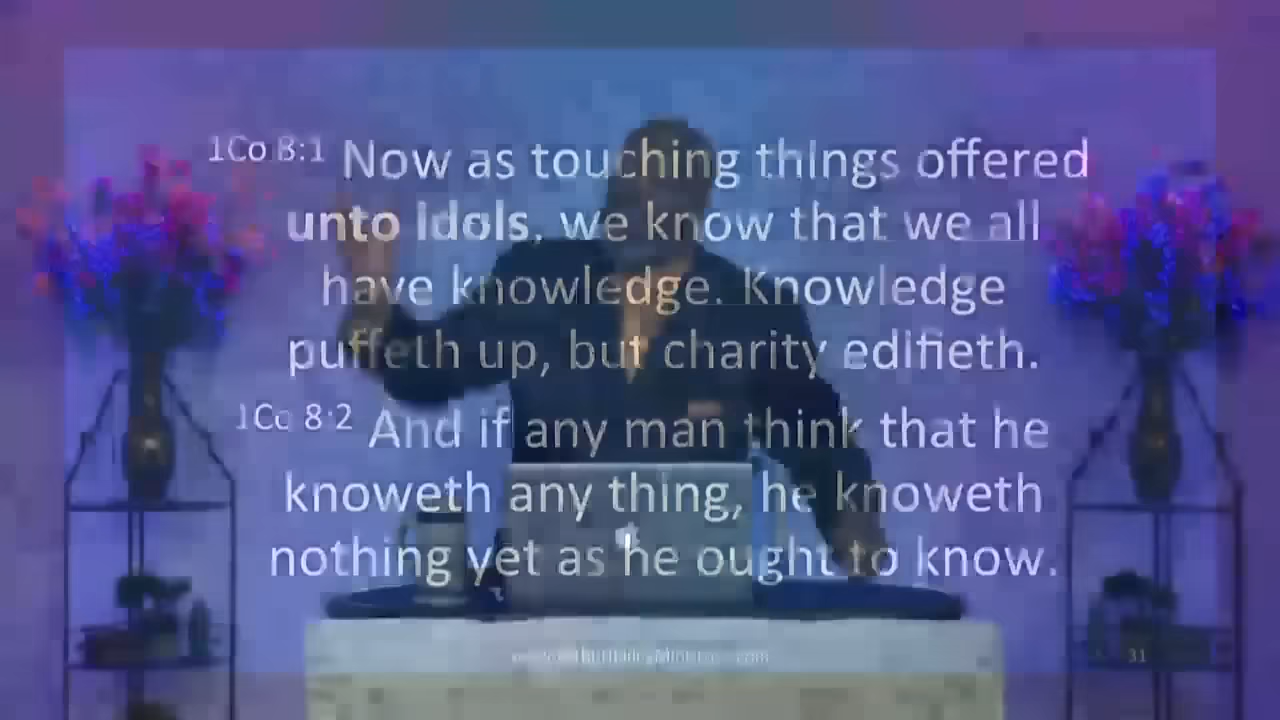 1Co 8:1 Now as touching things offered
unto idols, we know that we all
have knowledge. Knowledge
puffeth up, but charity edifieth.
1Co 8:2 And if any man think that he
knoweth any thing, he knoweth
nothing yet as he ought to know.
31